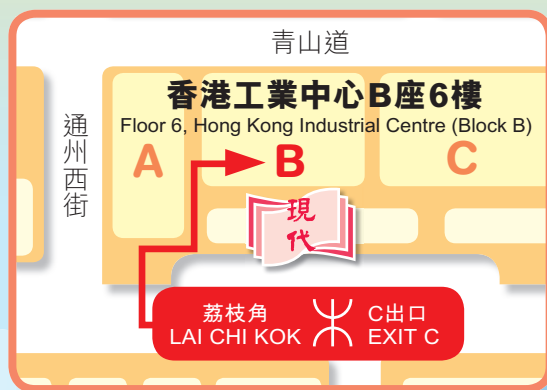 青山道
香港工業中心B座6樓
Floor 6, Hong Kong Industrial Centre (Block B)
通州西街
A
B
C
現代
荔枝角
LAI CHI KOK
C出口
EXIT C